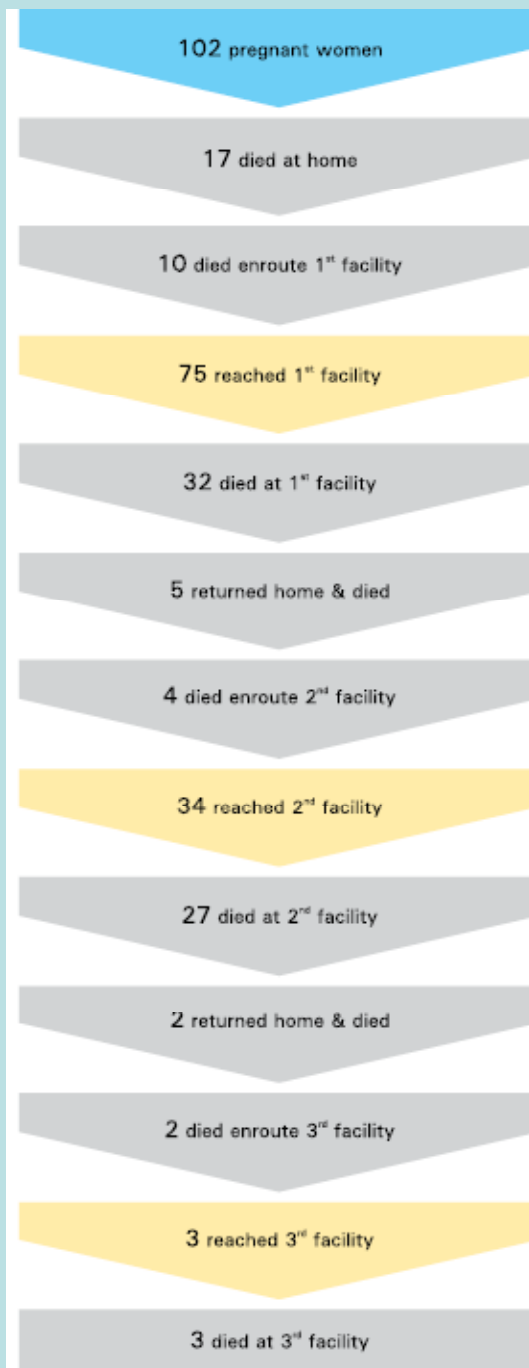 102 pregnant women
17 died at home
10 died enroute 1st facility
75 reached 1st facility
32 died at 1st facility
5 returned home & died
4 died enroute 2nd facility
34 reached 2nd facility
27 died at 2nd facility
2 returned home & died
2 died enroute 3rd facility
3 reached 3rd facility
3 died at 3rd facility